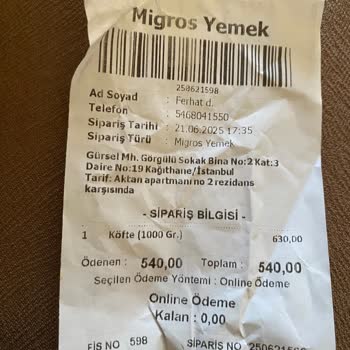 Migros Yemek
250621598
Ad Soyad : Ferhat d.
Telefon : 5468041550
Sipariş Tarihi : 21.06.2025 17:35
Sipariş Türü : Migros Yemek
Gürsel Mh. Görgülü Sokak Bina No:2 Kat:3
Daire No:19 Kağıthane/İstanbul
Tarif: Aktan apartmanı no 2 rezidans
karşısında
- SİPARİŞ BİLGİSİ -
1 Köfte (1000 Gr.) 630,00
Ödenen : 540,00 Toplam : 540,00
Seçilen Ödeme Yöntemi : Online Ödeme
Online Ödeme
Kalan : 0,00
FİŞ NO 598 SİPARİŞ NO 250621598